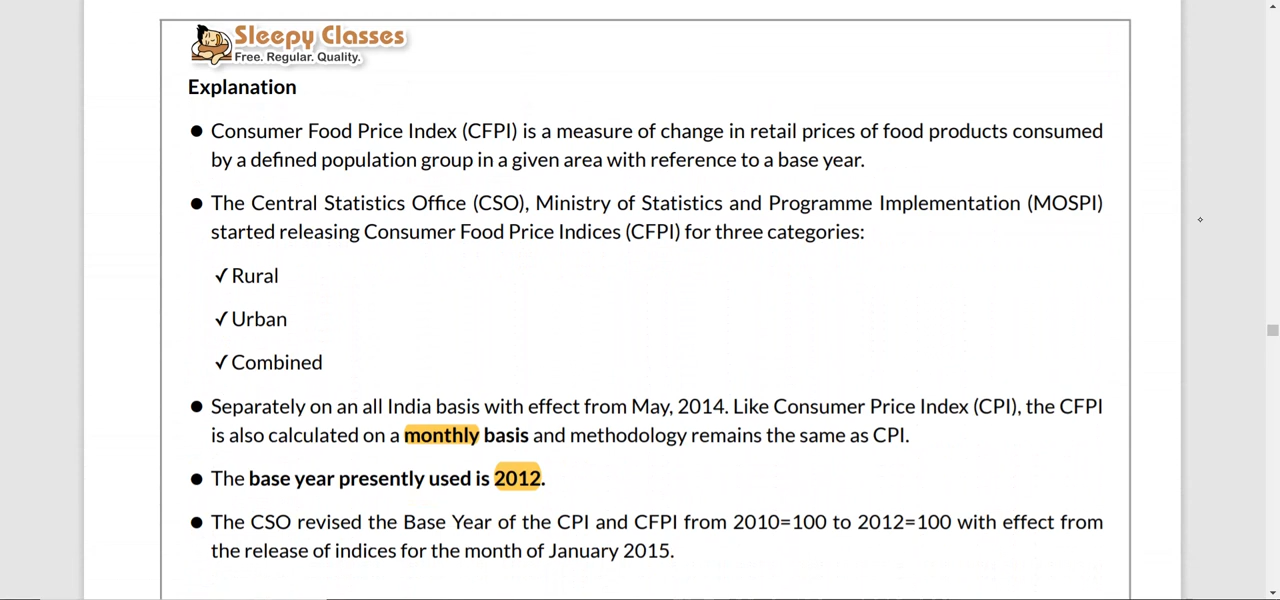 Sleepy Classes
Free. Regular. Quality.
Explanation
● Consumer Food Price Index (CFPI) is a measure of change in retail prices of food products consumed
by a defined population group in a given area with reference to a base year.
● The Central Statistics Office (CSO), Ministry of Statistics and Programme Implementation (MOSPI)
started releasing Consumer Food Price Indices (CFPI) for three categories:
✓ Rural
✓ Urban
✓ Combined
● Separately on an all India basis with effect from May, 2014. Like Consumer Price Index (CPI), the CFPI
is also calculated on a monthly basis and methodology remains the same as CPI.
● The base year presently used is 2012.
● The CSO revised the Base Year of the CPI and CFPI from 2010=100 to 2012=100 with effect from
the release of indices for the month of January 2015.